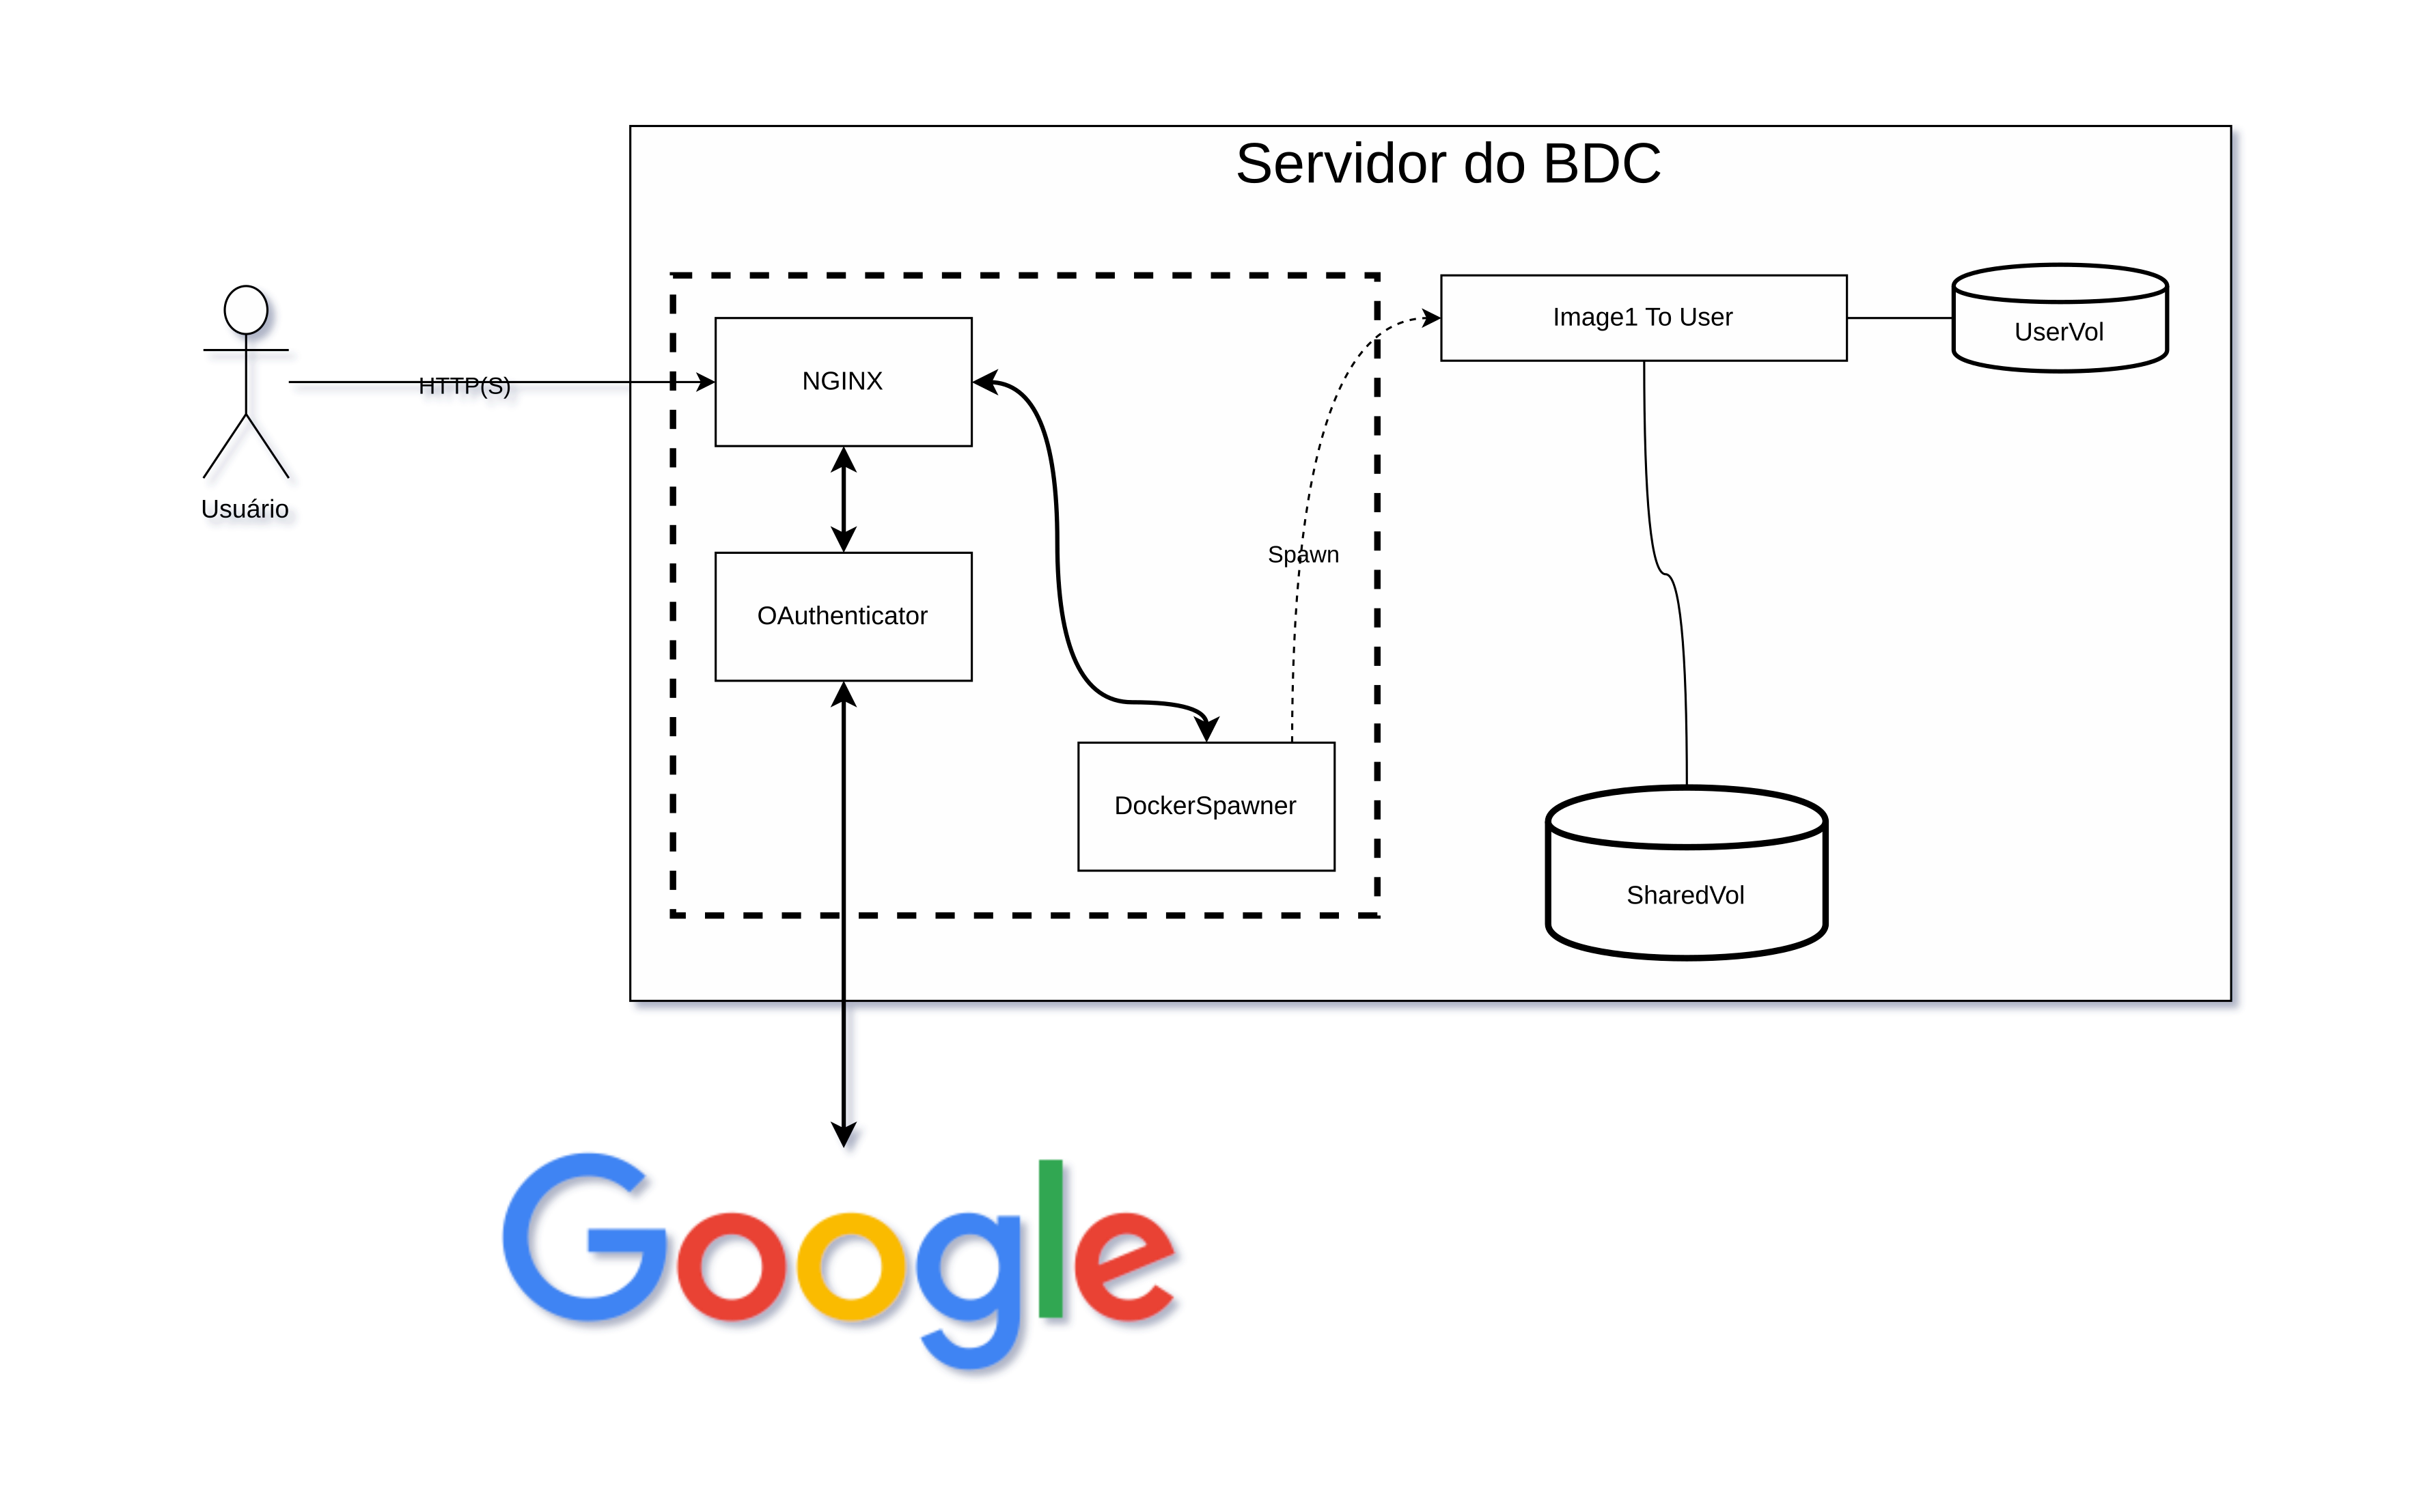 Servidor do BDC
Usuário
HTTP(S)
NGINX
OAuthenticator
DockerSpawner
Spawn
Image1 To User
UserVol
SharedVol
Google